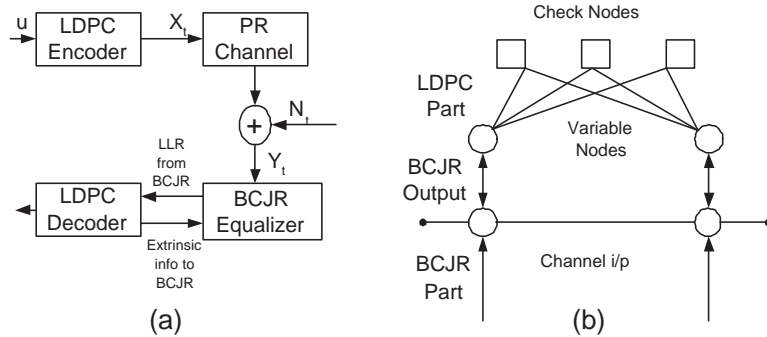 u
LDPC
Encoder
X_t
PR
Channel
+
N_t
Y_t
LLR
from
BCJR
LDPC
Decoder
BCJR
Equalizer
Extrinsic
info to
BCJR
(a)
Check Nodes
LDPC
Part
Variable
Nodes
BCJR
Output
BCJR
Part
Channel i/p
(b)